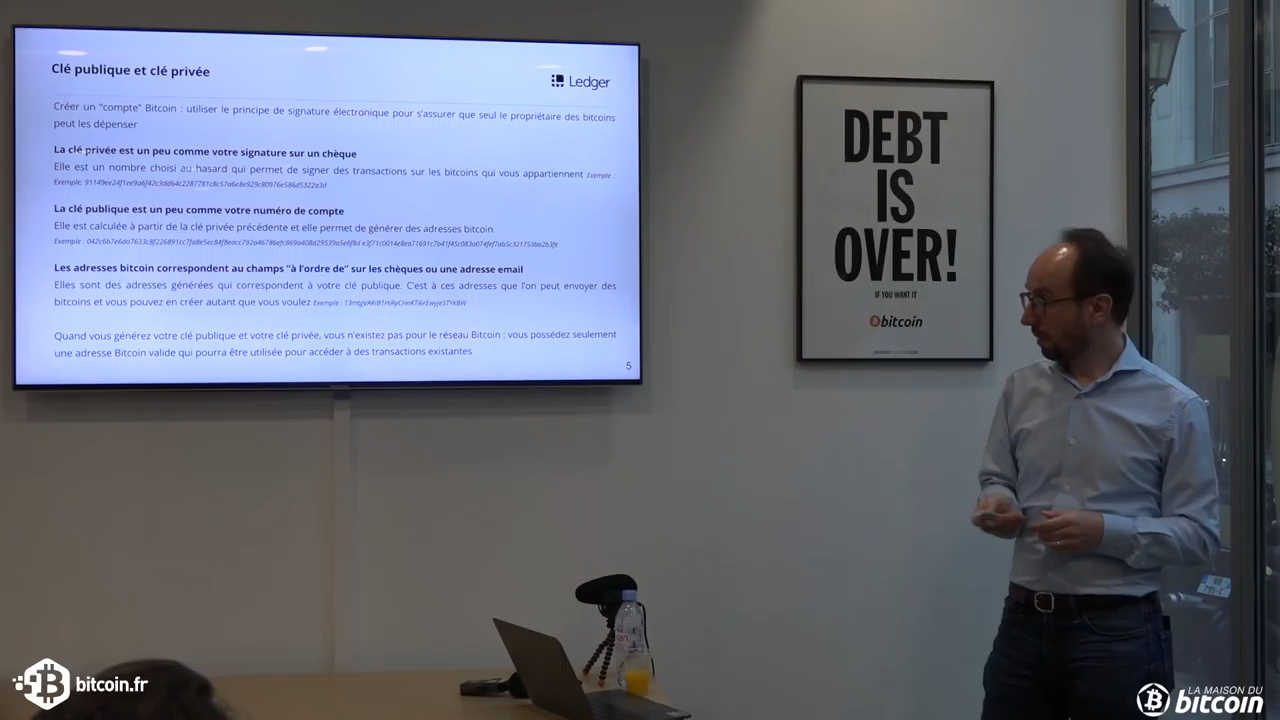 Clé publique et clé privée
Ledger
Créer un "compte" Bitcoin : utiliser le principe de signature électronique pour s'assurer que seul le propriétaire des bitcoins
peut les dépenser
La clé privée est un peu comme votre signature sur un chèque
Elle est un nombre choisi au hasard qui permet de signer des transactions sur les bitcoins qui vous appartiennent Exemple :
Exemple:
La clé publique est un peu comme votre numéro de compte
Elle est calculée à partir de la clé privée précédente et elle permet de générer des adresses bitcoin
Exemple :
Les adresses bitcoin correspondent au champs "à l'ordre de" sur les chèques ou une adresse email
Elles sont des adresses générées qui correspondent à votre clé publique. C'est à ces adresses que l'on peut envoyer des
bitcoins et vous pouvez en créer autant que vous voulez Exemple :
Quand vous générez votre clé publique et votre clé privée, vous n'existez pas pour le réseau Bitcoin : vous possédez seulement
une adresse Bitcoin valide qui pourra être utilisée pour accéder à des transactions existantes
5
DEBT
IS
OVER!
IF YOU WANT IT
bitcoin
bitcoin.fr
LA MAISON DU
bitcoin